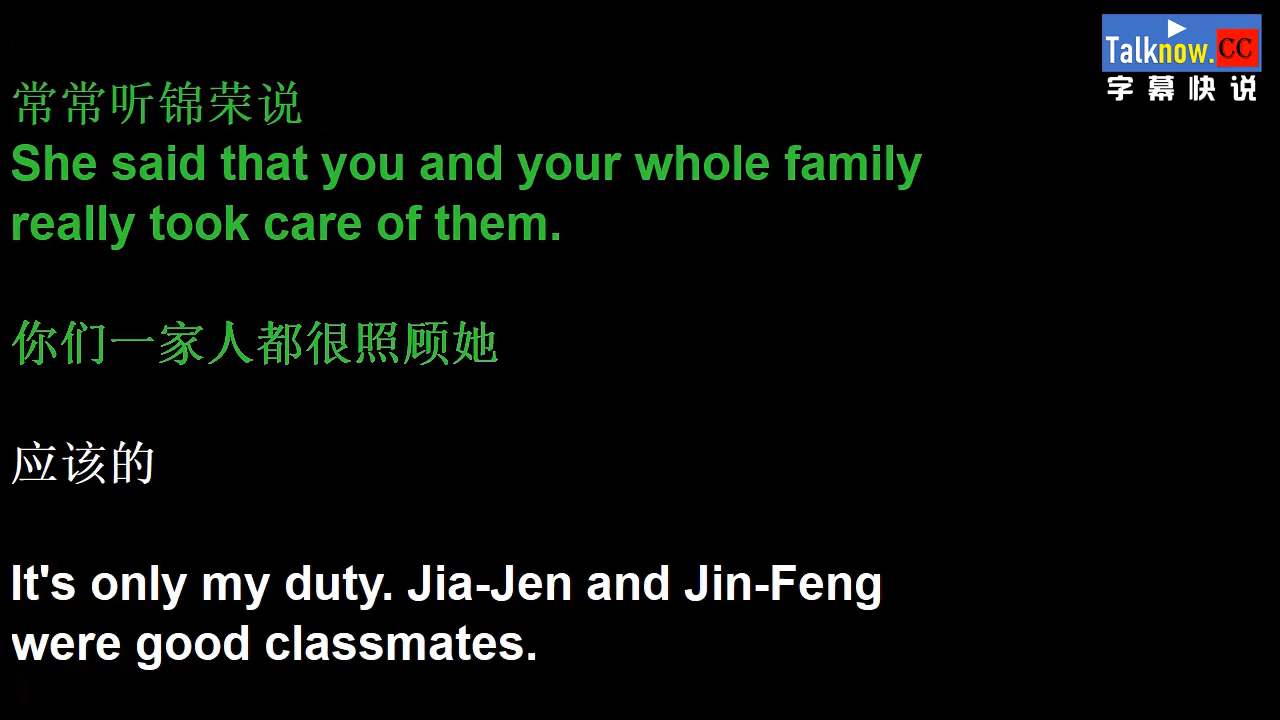 Talknow.CC
字幕快说
常常听锦荣说
She said that you and your whole family
really took care of them.
你们一家人都很照顾她
应该的
It's only my duty. Jia-Jen and Jin-Feng
were good classmates.